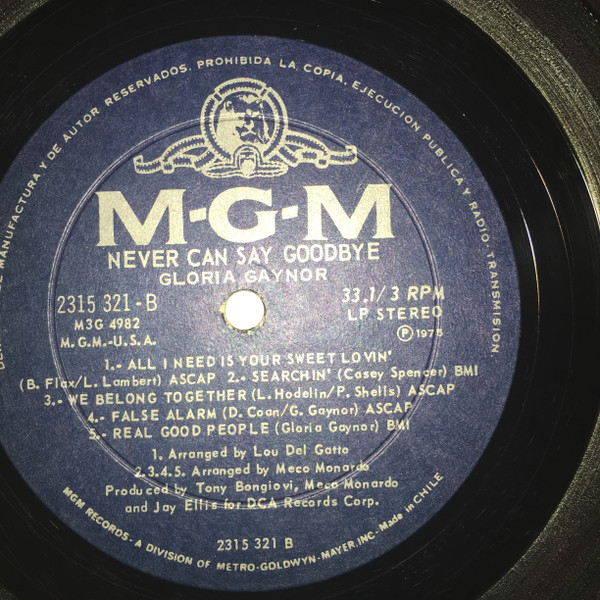 MANUFACTURA Y DE AUTOR RESERVADOS. PROHIBIDA LA COPIA, EJECUCION PUBLICA Y RADIO-TRANSMISION.
M-G-M
NEVER CAN SAY GOODBYE
GLORIA GAYNOR
2315 321 - B
33.1/3 RPM
M3G 4982
LP STEREO
M.G.M.-U.S.A.
Ⓟ 1975
1.- ALL I NEED IS YOUR SWEET LOVIN'
(B. Flax/L. Lambert) ASCAP 2.- SEARCHIN' (Casey Spencer) BMI
3.- WE BELONG TOGETHER (L. Hodelin/P. Shells) ASCAP
4.- FALSE ALARM (D. Coan/G. Gaynor) ASCAP
5.- REAL GOOD PEOPLE (Gloria Gaynor) BMI
1. Arranged by Lou Del Gatto
2.3.4.5. Arranged by Meco Monardo
Produced by Tony Bongiovi, Meco Monardo
and Jay Ellis for DCA Records Corp.
2315 321 B
MGM RECORDS - A DIVISION OF METRO-GOLDWYN-MAYER, INC - Made in CHILE